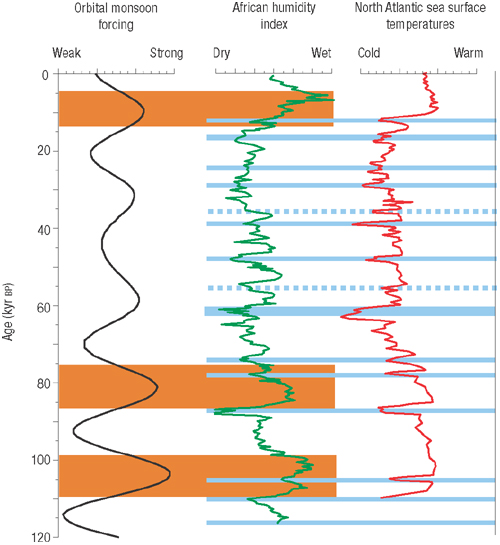 Orbital monsoon
forcing
African humidity
index
North Atlantic sea surface
temperatures
Weak Strong
Dry Wet
Cold Warm
Age (kyr BP)
0
20
40
60
80
100
120